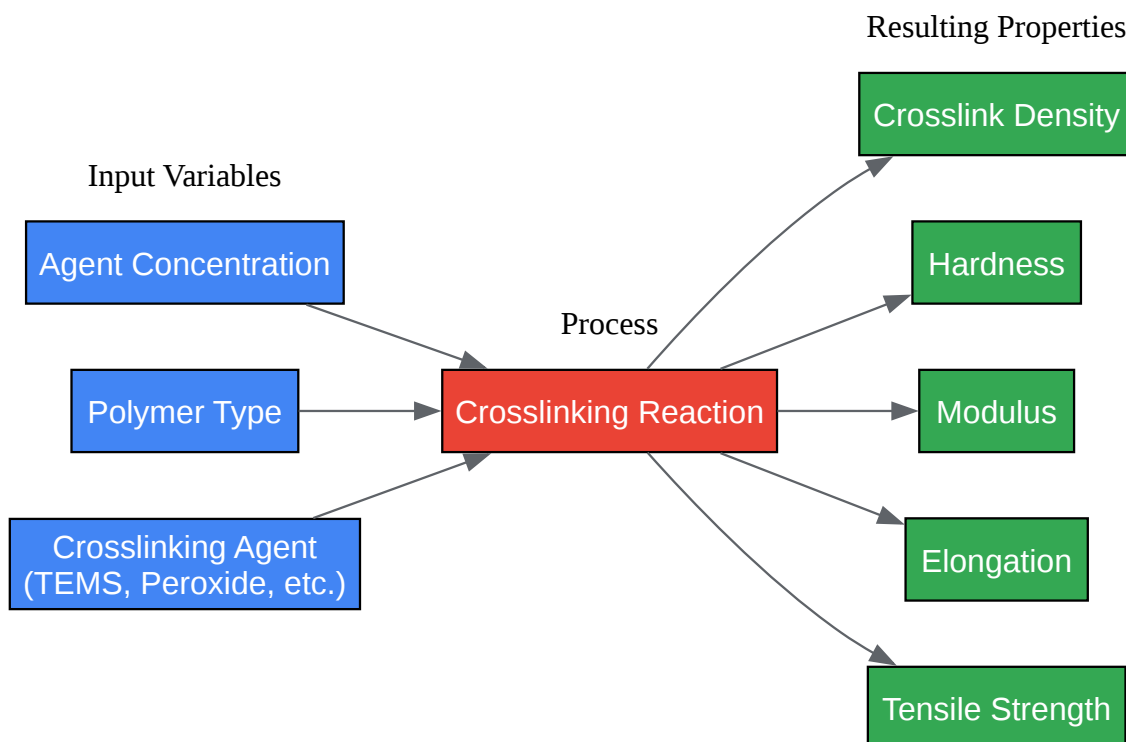 Input Variables
Agent Concentration
Polymer Type
Crosslinking Agent
(TEMS, Peroxide, etc.)
Process
Crosslinking Reaction
Resulting Properties
Crosslink Density
Hardness
Modulus
Elongation
Tensile Strength